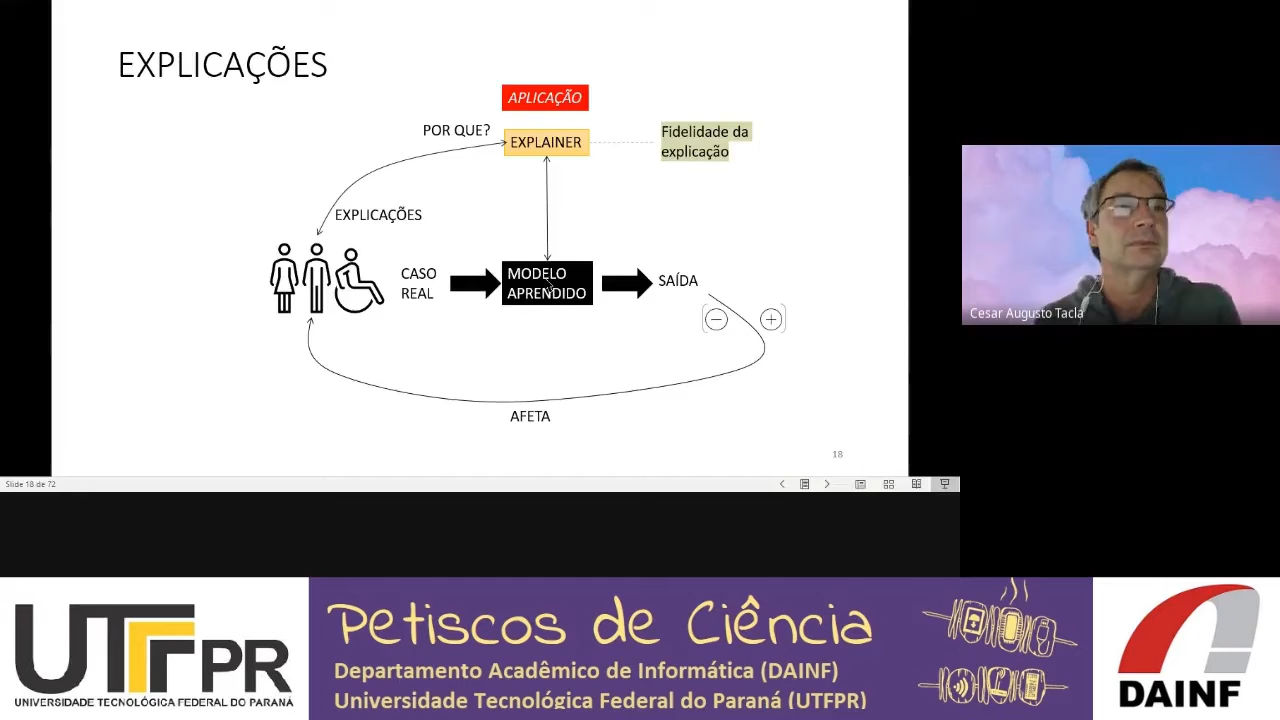 EXPLICAÇÕES
APLICAÇÃO
POR QUE?
EXPLAINER
Fidelidade da
explicação
EXPLICAÇÕES
CASO
REAL
MODELO
APRENDIDO
SAÍDA
AFETA
18
Slide 18 de 72
Cesar Augusto Tacla
UTFPR
UNIVERSIDADE TECNOLÓGICA FEDERAL DO PARANÁ
Petiscos de Ciência
Departamento Acadêmico de Informática (DAINF)
Universidade Tecnológica Federal do Paraná (UTFPR)
DAINF